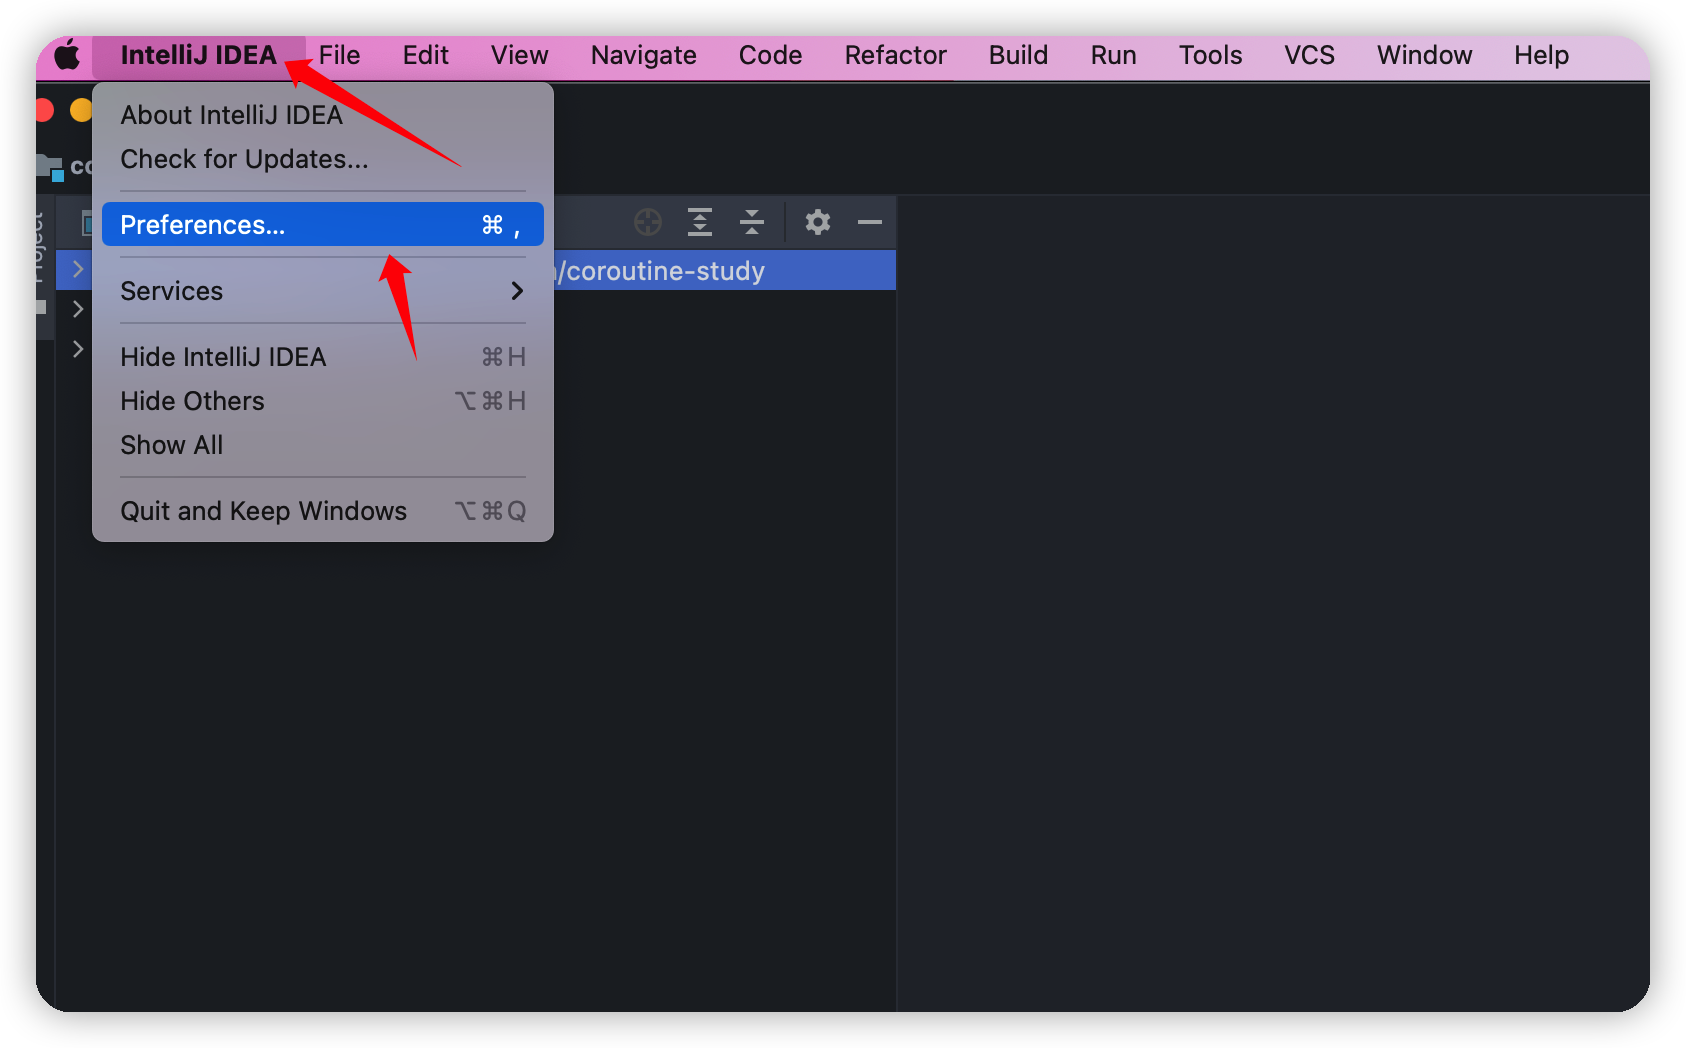 IntelliJ IDEA File Edit View Navigate Code Refactor Build Run Tools VCS Window Help
About IntelliJ IDEA
Check for Updates...
co
Preferences... ⌘ ,
Project
/coroutine-study
Services
Hide IntelliJ IDEA ⌘H
Hide Others ⌥⌘H
Show All
Quit and Keep Windows ⌥⌘Q